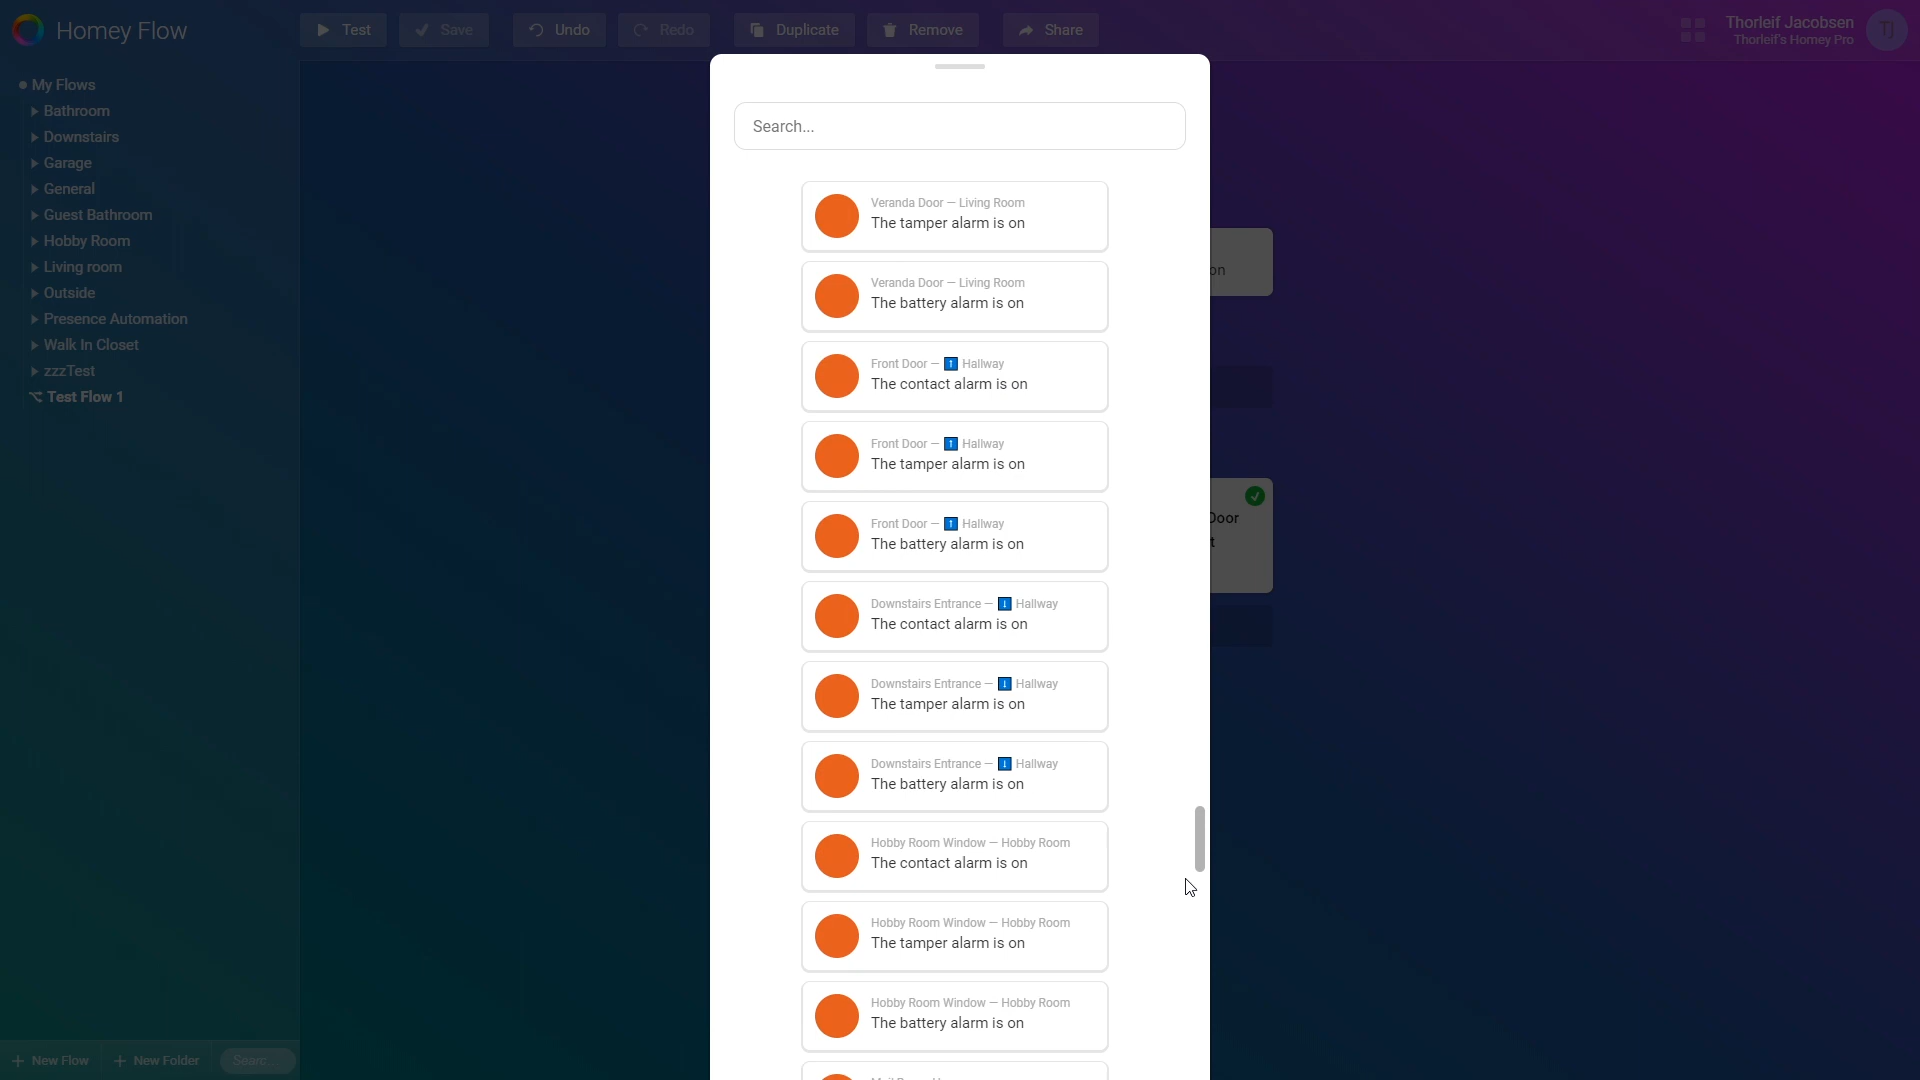 Homey Flow
Test
Save
Undo
Redo
Duplicate
Remove
Share
Thorleif Jacobsen
Thorleif's Homey Pro
TJ
My Flows
Bathroom
Downstairs
Garage
General
Guest Bathroom
Hobby Room
Living room
Outside
Presence Automation
Walk In Closet
zzzTest
Test Flow 1
New Flow
New Folder
Searc
Search...
Veranda Door — Living Room
The tamper alarm is on
Veranda Door — Living Room
The battery alarm is on
Front Door — ⬆ Hallway
The contact alarm is on
Front Door — ⬆ Hallway
The tamper alarm is on
Front Door — ⬆ Hallway
The battery alarm is on
Downstairs Entrance — ⬇ Hallway
The contact alarm is on
Downstairs Entrance — ⬇ Hallway
The tamper alarm is on
Downstairs Entrance — ⬇ Hallway
The battery alarm is on
Hobby Room Window — Hobby Room
The contact alarm is on
Hobby Room Window — Hobby Room
The tamper alarm is on
Hobby Room Window — Hobby Room
The battery alarm is on
on
Door
t